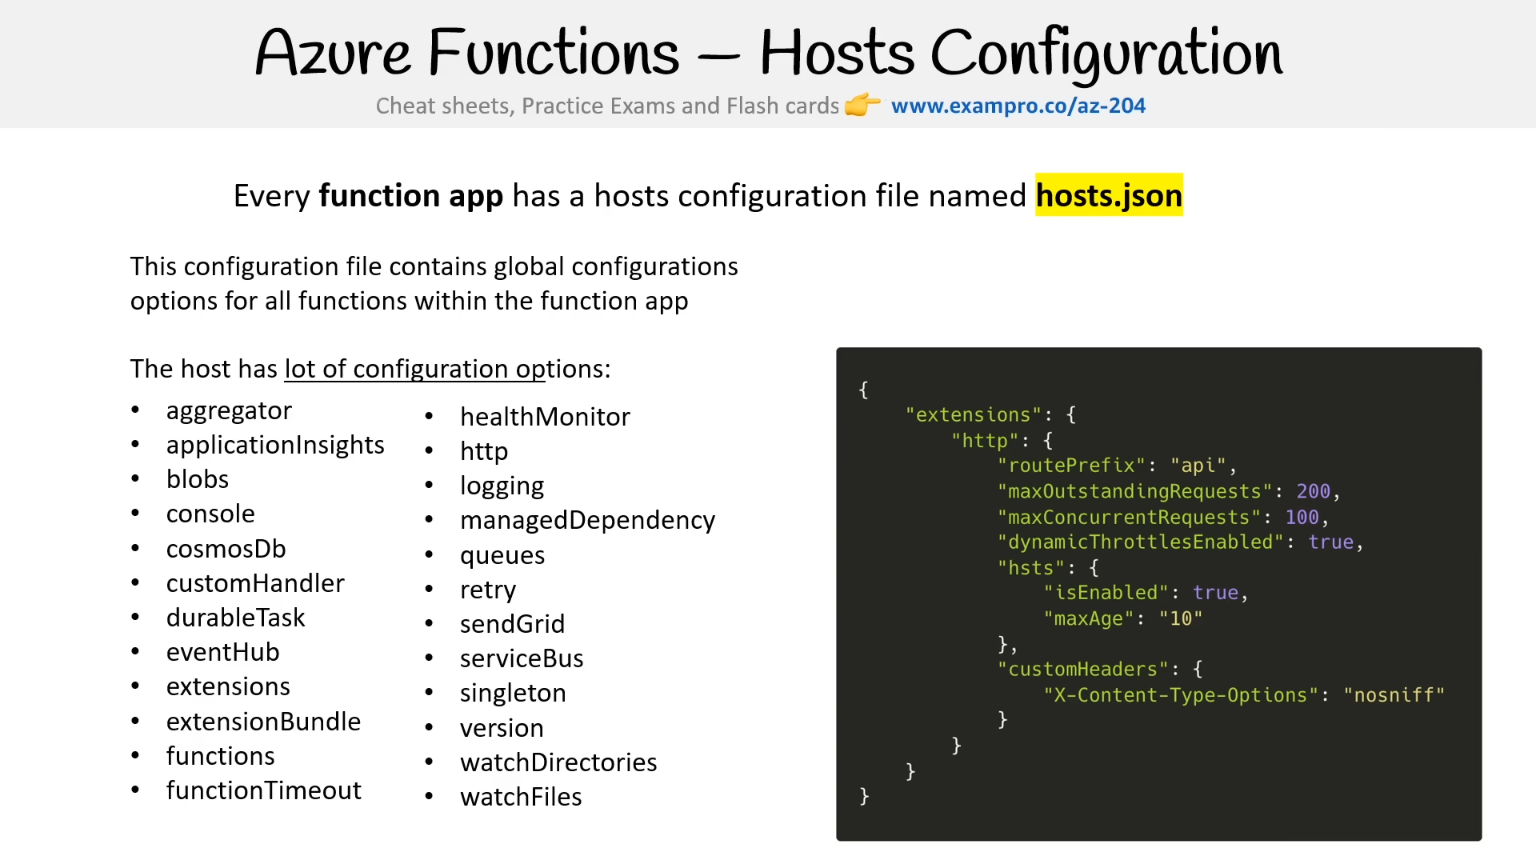 Azure Functions – Hosts Configuration
Cheat sheets, Practice Exams and Flash cards 👉 www.exampro.co/az-204
Every function app has a hosts configuration file named hosts.json
This configuration file contains global configurations
options for all functions within the function app
The host has lot of configuration options:
• aggregator
• applicationInsights
• blobs
• console
• cosmosDb
• customHandler
• durableTask
• eventHub
• extensions
• extensionBundle
• functions
• functionTimeout
• healthMonitor
• http
• logging
• managedDependency
• queues
• retry
• sendGrid
• serviceBus
• singleton
• version
• watchDirectories
• watchFiles
{
    "extensions": {
        "http": {
            "routePrefix": "api",
            "maxOutstandingRequests": 200,
            "maxConcurrentRequests": 100,
            "dynamicThrottlesEnabled": true,
            "hsts": {
                "isEnabled": true,
                "maxAge": "10"
            },
            "customHeaders": {
                "X-Content-Type-Options": "nosniff"
            }
        }
    }
}